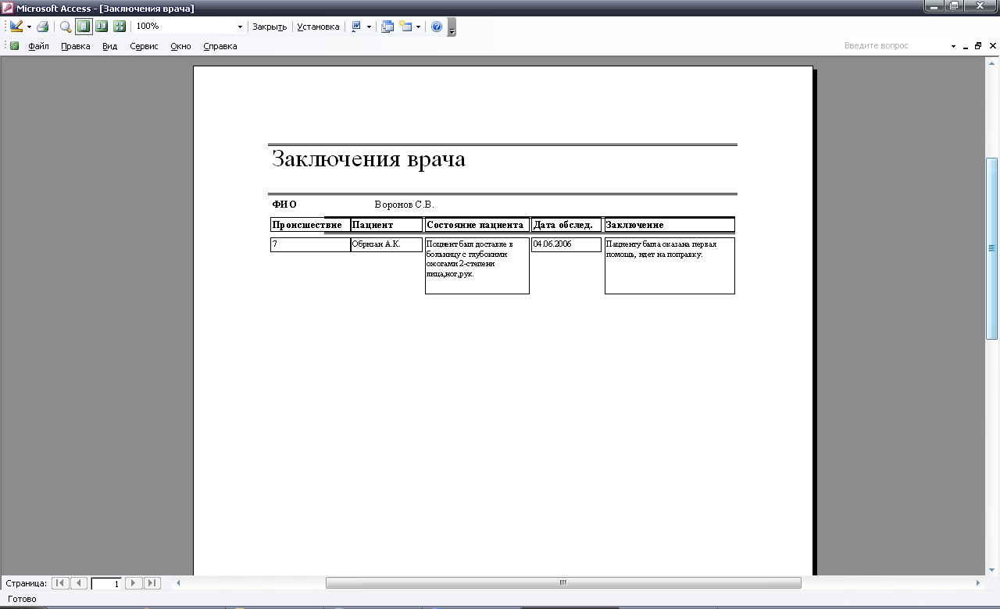 Microsoft Access - [Заключения врача]
100% Закрыть Установка
Файл Правка Вид Сервис Окно Справка Введите вопрос
Заключения врача
ФИО Воронов С.В.
Происшествие Пациент Состояние пациента Дата обслед. Заключение
7 Обризан А.К. Поциент был доставле в 04.06.2006 Пациенту была оказана первая
больницу с глубокими помощь, идет на поправку.
ожогами 2-степени
лица,ног,рук.
Страница: 1
Готово